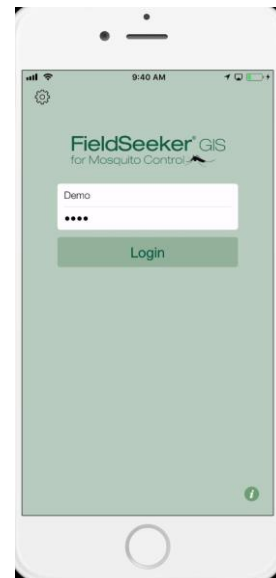 9:40 AM
FieldSeeker® GIS
for Mosquito Control
Demo
••••
Login
i